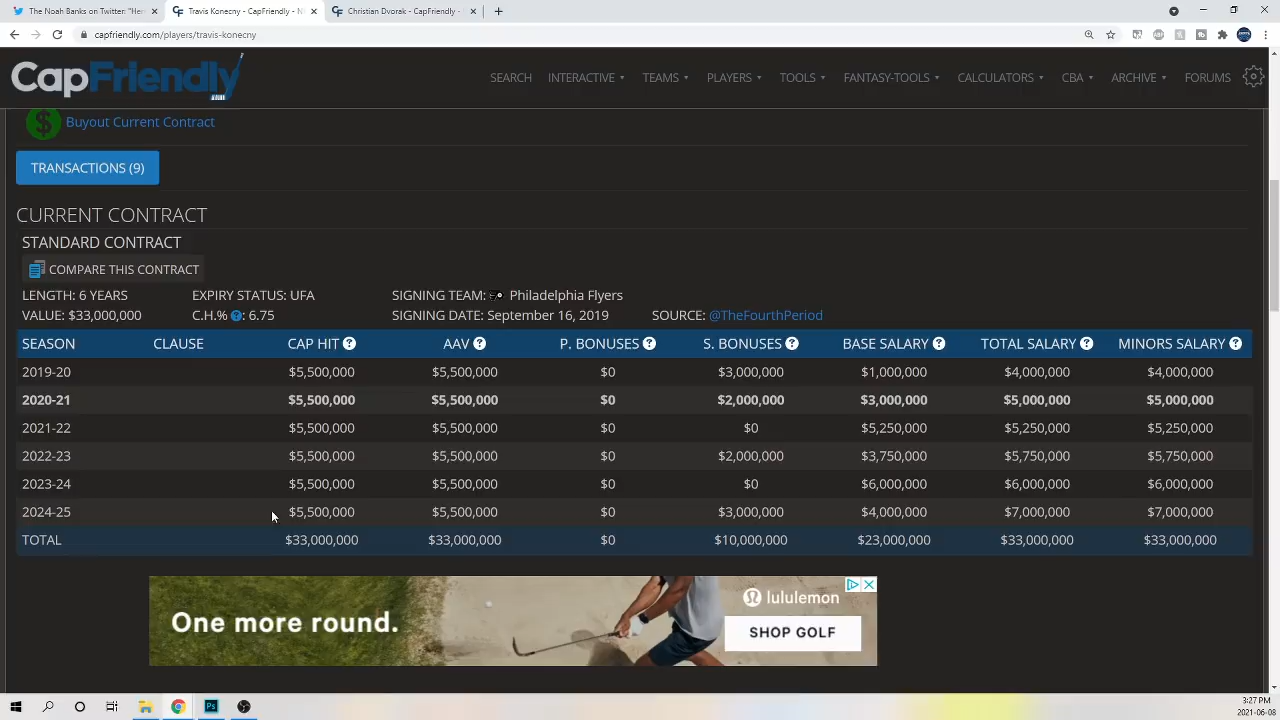 The Noah Banks on Twitter: "Her
Travis Konecny - CapFriendly - N
Christian Dvorak - CapFriendly -
capfriendly.com/players/travis-konecny
CapFriendly
SEARCH INTERACTIVE TEAMS PLAYERS TOOLS FANTASY-TOOLS CALCULATORS CBA ARCHIVE FORUMS
$ Buyout Current Contract
TRANSACTIONS (9)
CURRENT CONTRACT
STANDARD CONTRACT
COMPARE THIS CONTRACT
LENGTH: 6 YEARS EXPIRY STATUS: UFA SIGNING TEAM: Philadelphia Flyers
VALUE: $33,000,000 C.H.% ?: 6.75 SIGNING DATE: September 16, 2019 SOURCE: @TheFourthPeriod
SEASON CLAUSE CAP HIT ? AAV ? P. BONUSES ? S. BONUSES ? BASE SALARY ? TOTAL SALARY ? MINORS SALARY ?
2019-20 $5,500,000 $5,500,000 $0 $3,000,000 $1,000,000 $4,000,000 $4,000,000
2020-21 $5,500,000 $5,500,000 $0 $2,000,000 $3,000,000 $5,000,000 $5,000,000
2021-22 $5,500,000 $5,500,000 $0 $0 $5,250,000 $5,250,000 $5,250,000
2022-23 $5,500,000 $5,500,000 $0 $2,000,000 $3,750,000 $5,750,000 $5,750,000
2023-24 $5,500,000 $5,500,000 $0 $0 $6,000,000 $6,000,000 $6,000,000
2024-25 $5,500,000 $5,500,000 $0 $3,000,000 $4,000,000 $7,000,000 $7,000,000
TOTAL $33,000,000 $33,000,000 $0 $10,000,000 $23,000,000 $33,000,000 $33,000,000
One more round.
lululemon
SHOP GOLF
Ps
3:27 PM
2021-06-08